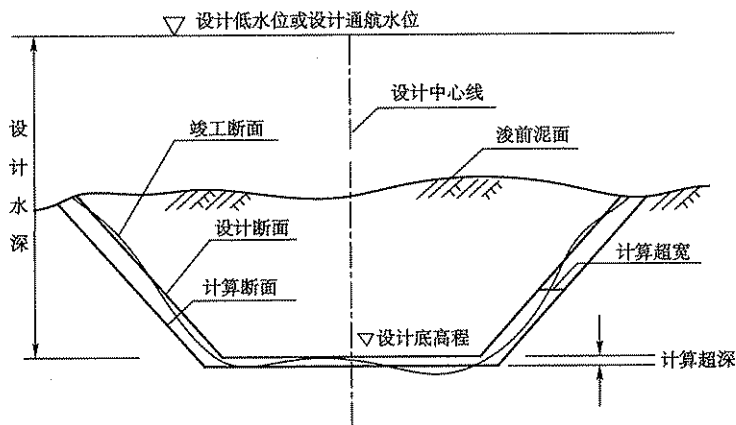 设计低水位或设计通航水位
设计中心线
竣工断面
浚前泥面
设计水深
设计断面
计算超宽
计算断面
设计底高程
计算超深